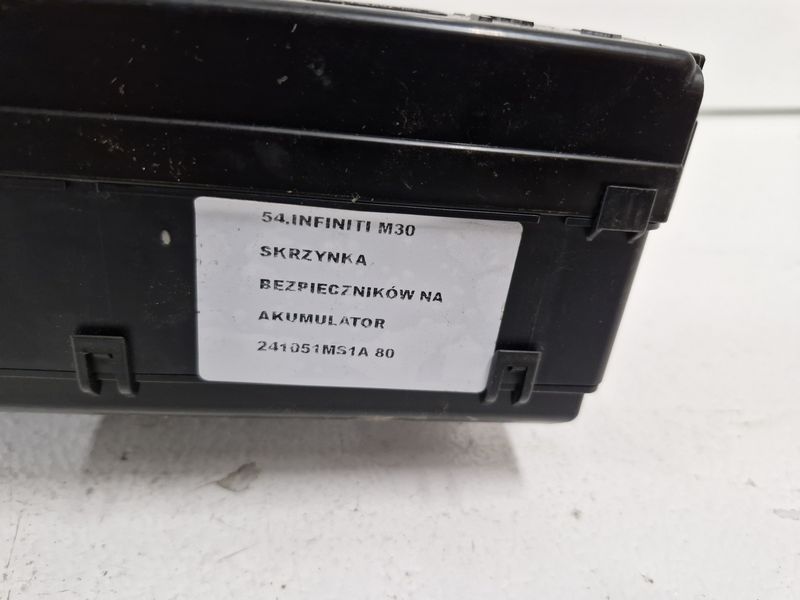 54.INFINITI M30
SKRZYNKA
BEZPIECZNIKÓW NA
AKUMULATOR
241051MS1A 80